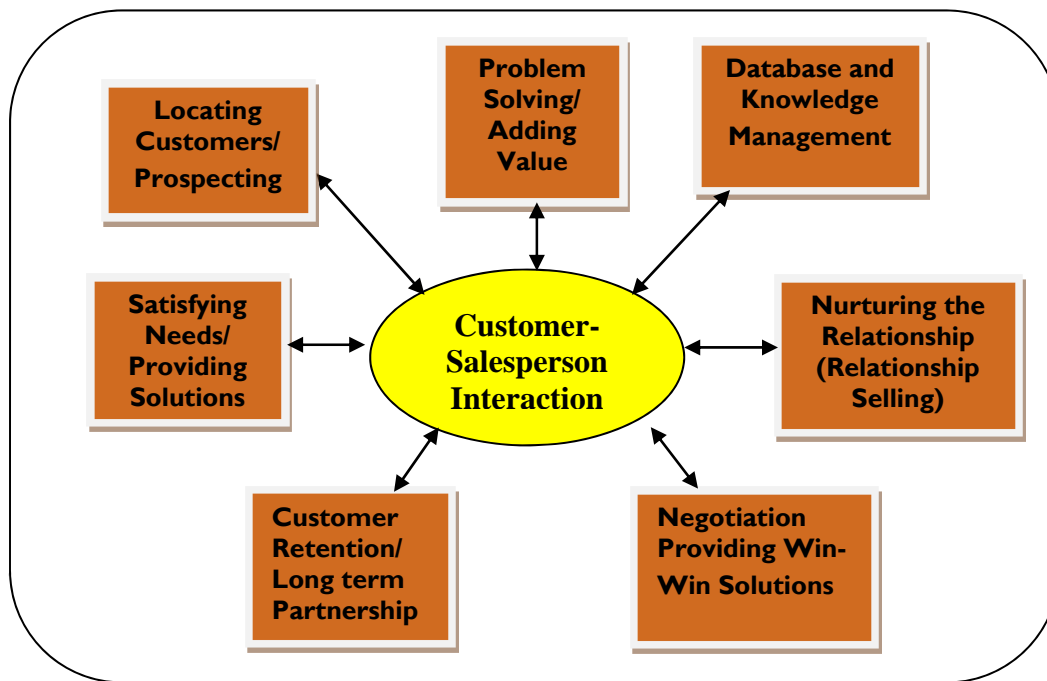 Locating
Customers/
Prospecting
Problem
Solving/
Adding
Value
Database and
Knowledge
Management
Satisfying
Needs/
Providing
Solutions
Customer-
Salesperson
Interaction
Nurturing the
Relationship
(Relationship
Selling)
Customer
Retention/
Long term
Partnership
Negotiation
Providing Win-
Win Solutions